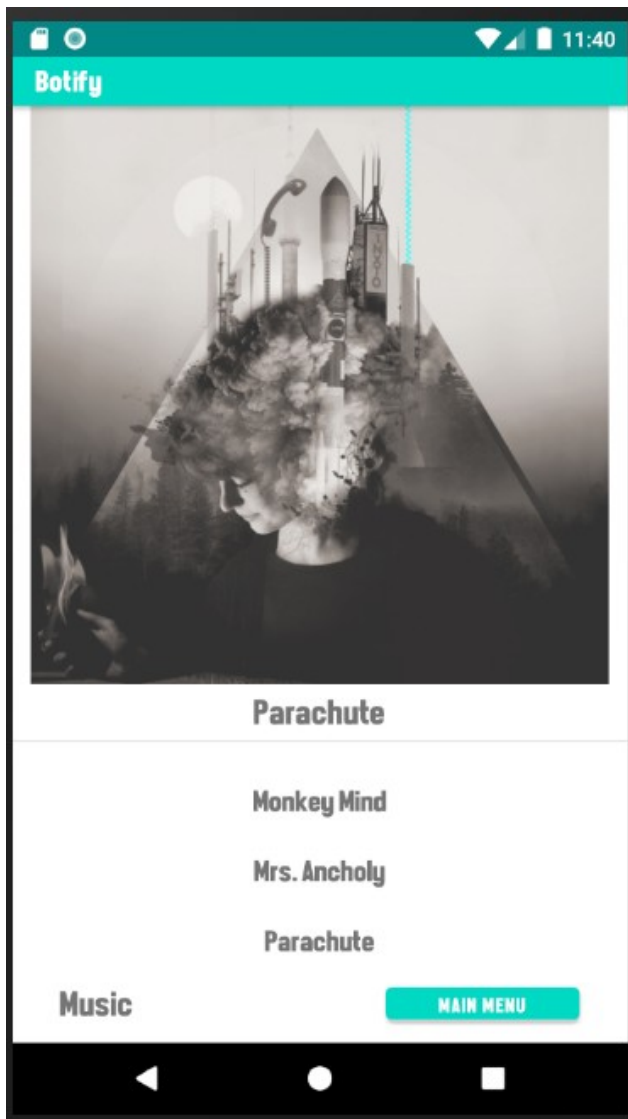 11:40
Botify
Parachute
Monkey Mind
Mrs. Ancholy
Parachute
Music
MAIN MENU